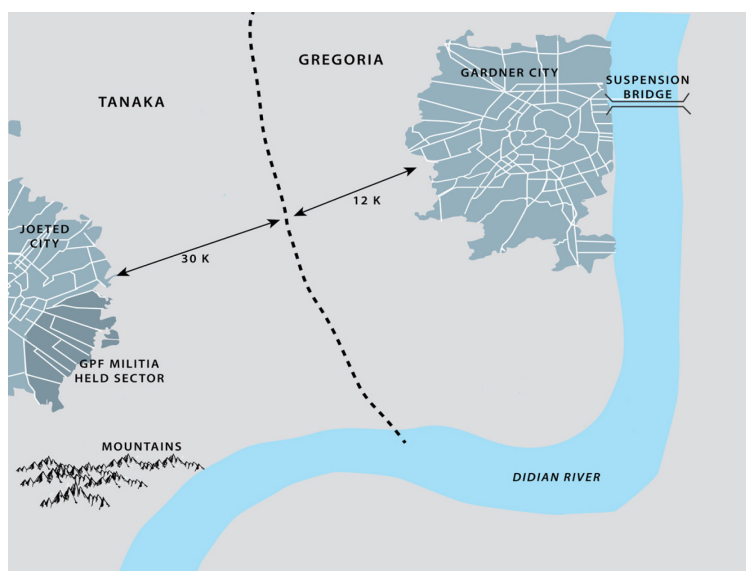 GREGORIA
GARDNER CITY
SUSPENSION
BRIDGE
TANAKA
12 K
JOETED
CITY
30 K
GPF MILITIA
HELD SECTOR
MOUNTAINS
DIDIAN RIVER